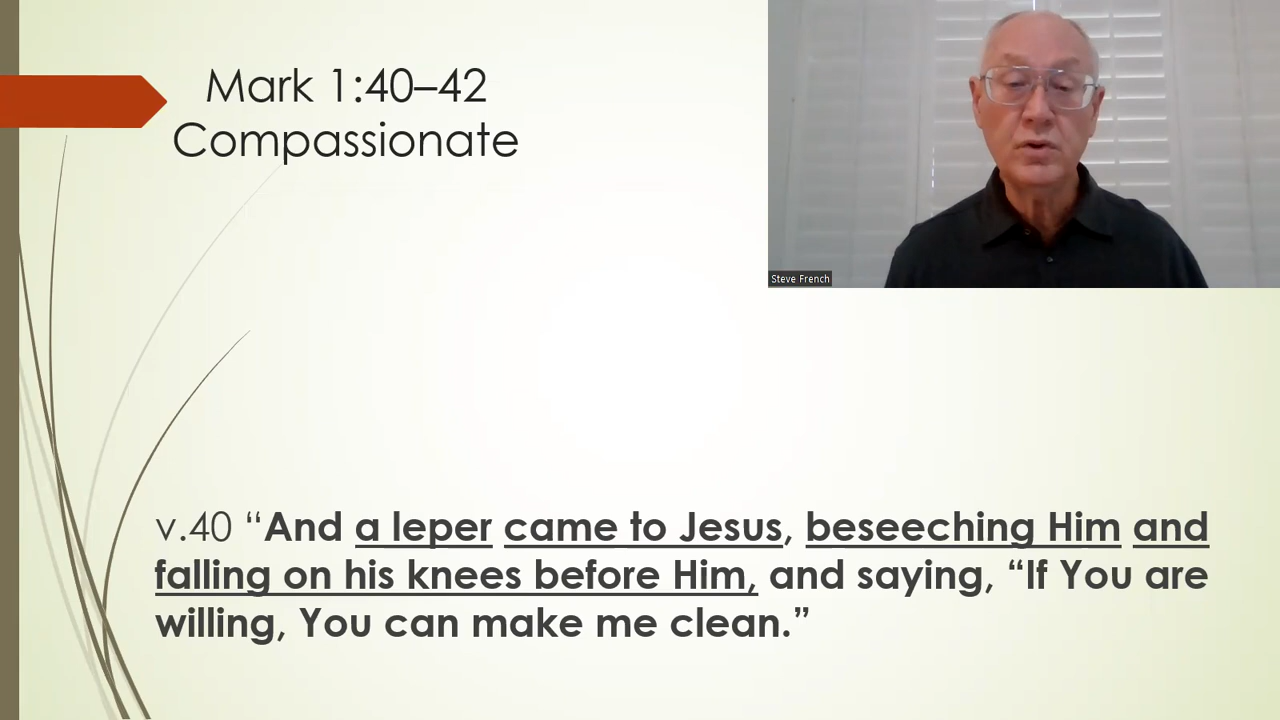 Mark 1:40–42
Compassionate
Steve French
v.40 “And a leper came to Jesus, beseeching Him and
falling on his knees before Him, and saying, “If You are
willing, You can make me clean.”